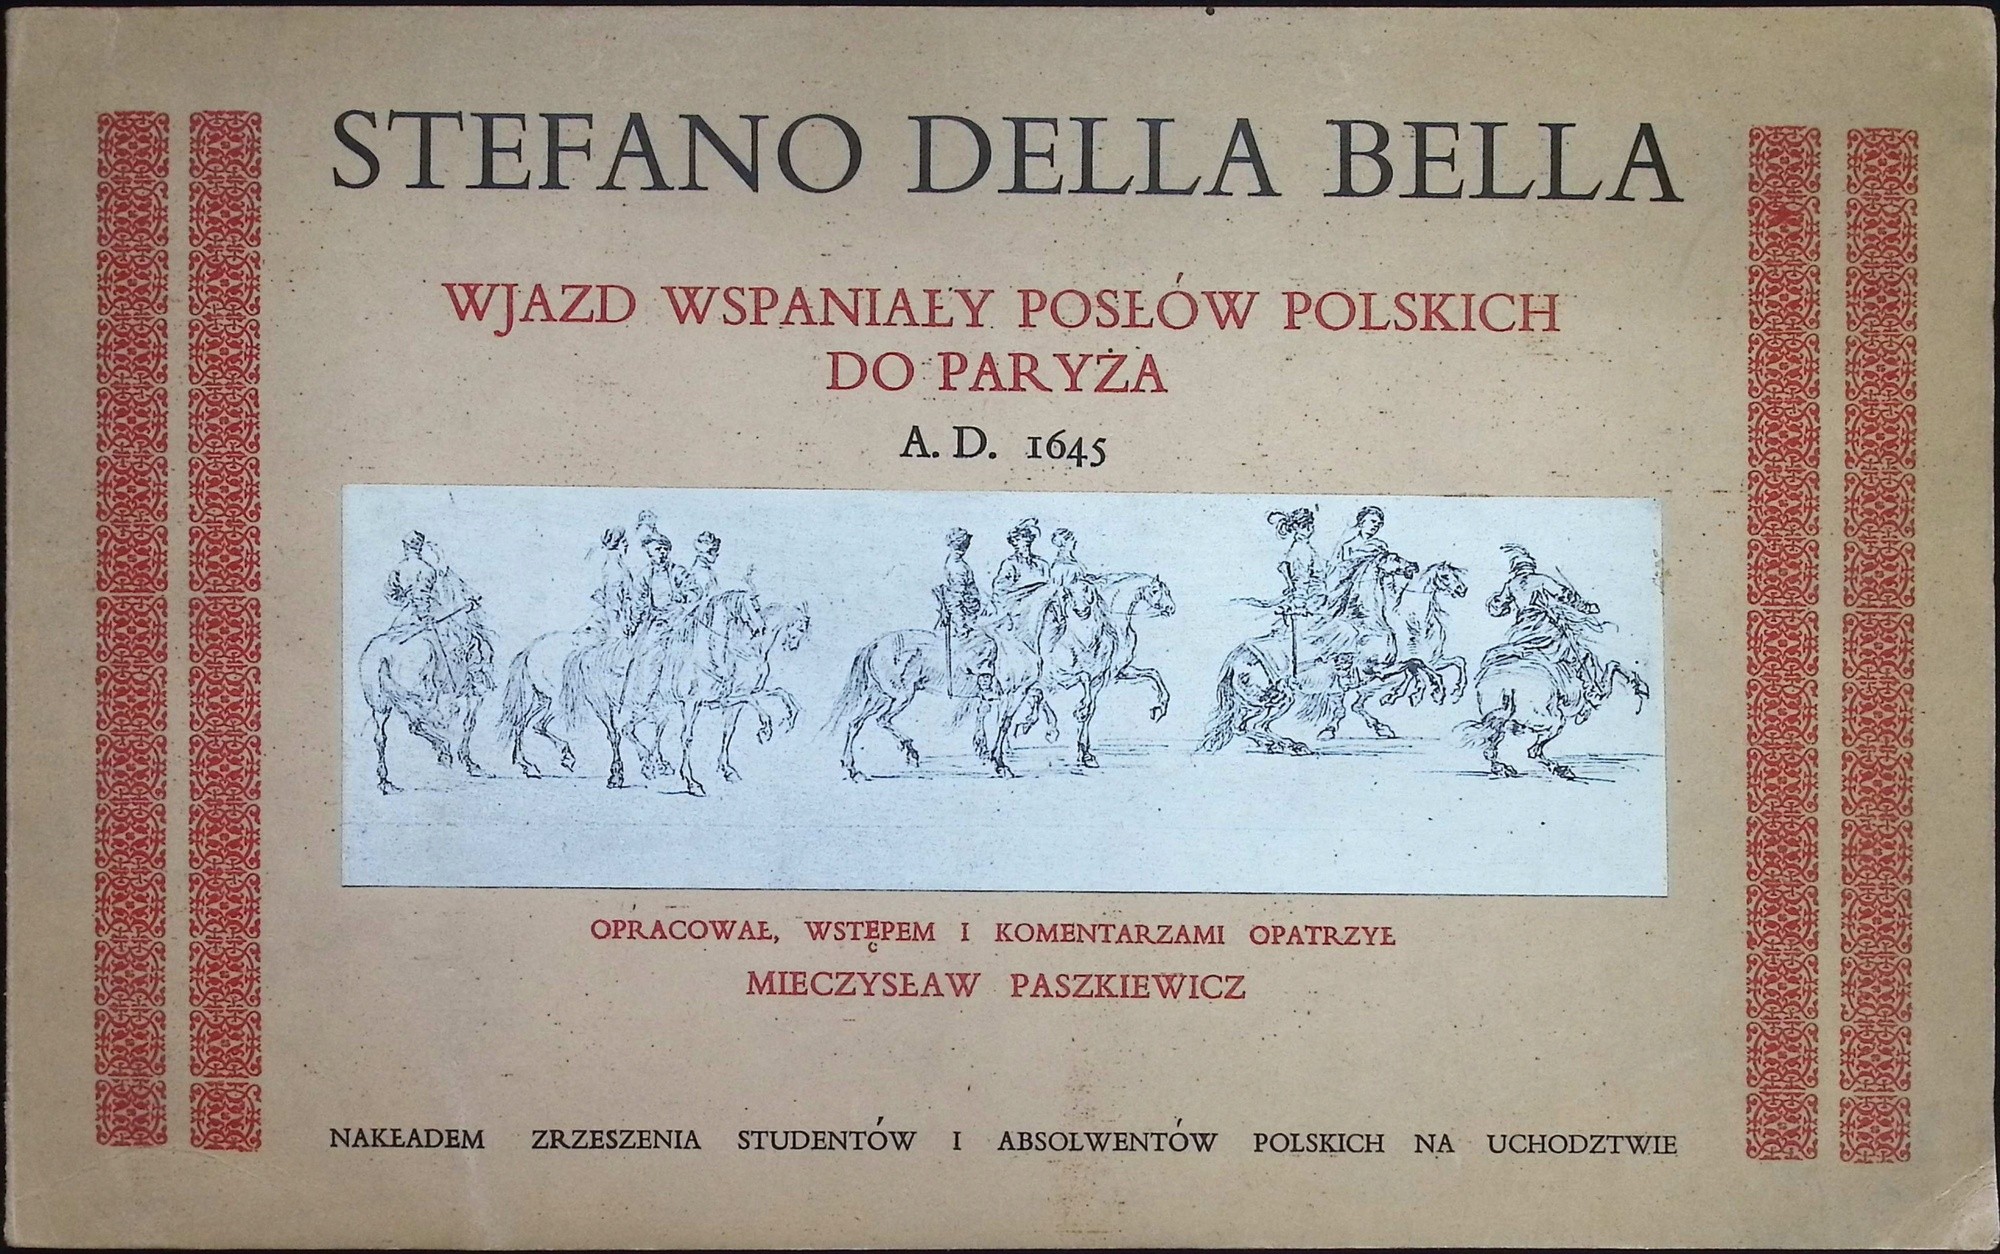 STEFANO DELLA BELLA
WJAZD WSPANIAŁY POSŁÓW POLSKICH
DO PARYŻA
A. D. 1645
OPRACOWAŁ, WSTĘPEM I KOMENTARZAMI OPATRZYŁ
MIECZYSŁAW PASZKIEWICZ
NAKŁADEM ZRZESZENIA STUDENTÓW I ABSOLWENTÓW POLSKICH NA UCHODZTWIE